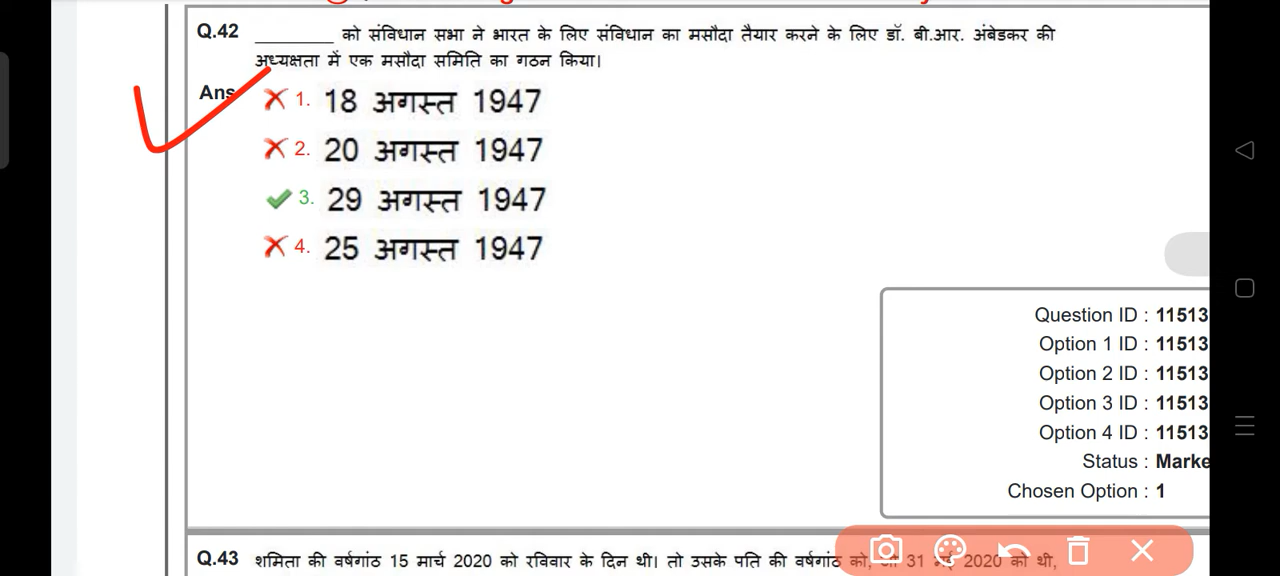 Q.42 ________ को संविधान सभा ने भारत के लिए संविधान का मसौदा तैयार करने के लिए डॉ. बी.आर. अंबेडकर की
अध्यक्षता में एक मसौदा समिति का गठन किया।
Ans 1. 18 अगस्त 1947
2. 20 अगस्त 1947
3. 29 अगस्त 1947
4. 25 अगस्त 1947
Question ID : 11513
Option 1 ID : 11513
Option 2 ID : 11513
Option 3 ID : 11513
Option 4 ID : 11513
Status : Marke
Chosen Option : 1
Q.43 शमिता की वर्षगांठ 15 मार्च 2020 को रविवार के दिन थी। तो उसके पति की वर्षगांठ को, जो 31 मई 2020 को थी,